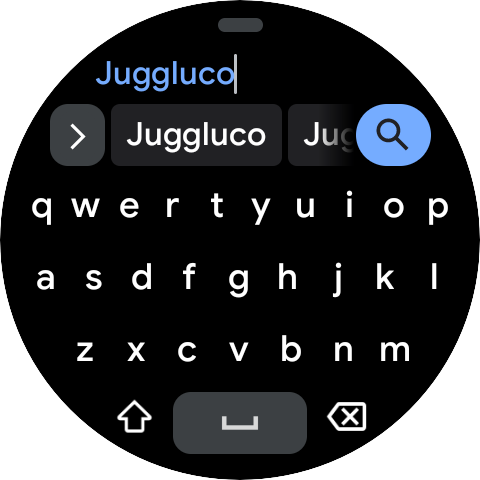 Juggluco
Juggluco Jug
q w e r t y u i o p
a s d f g h j k l
z x c v b n m